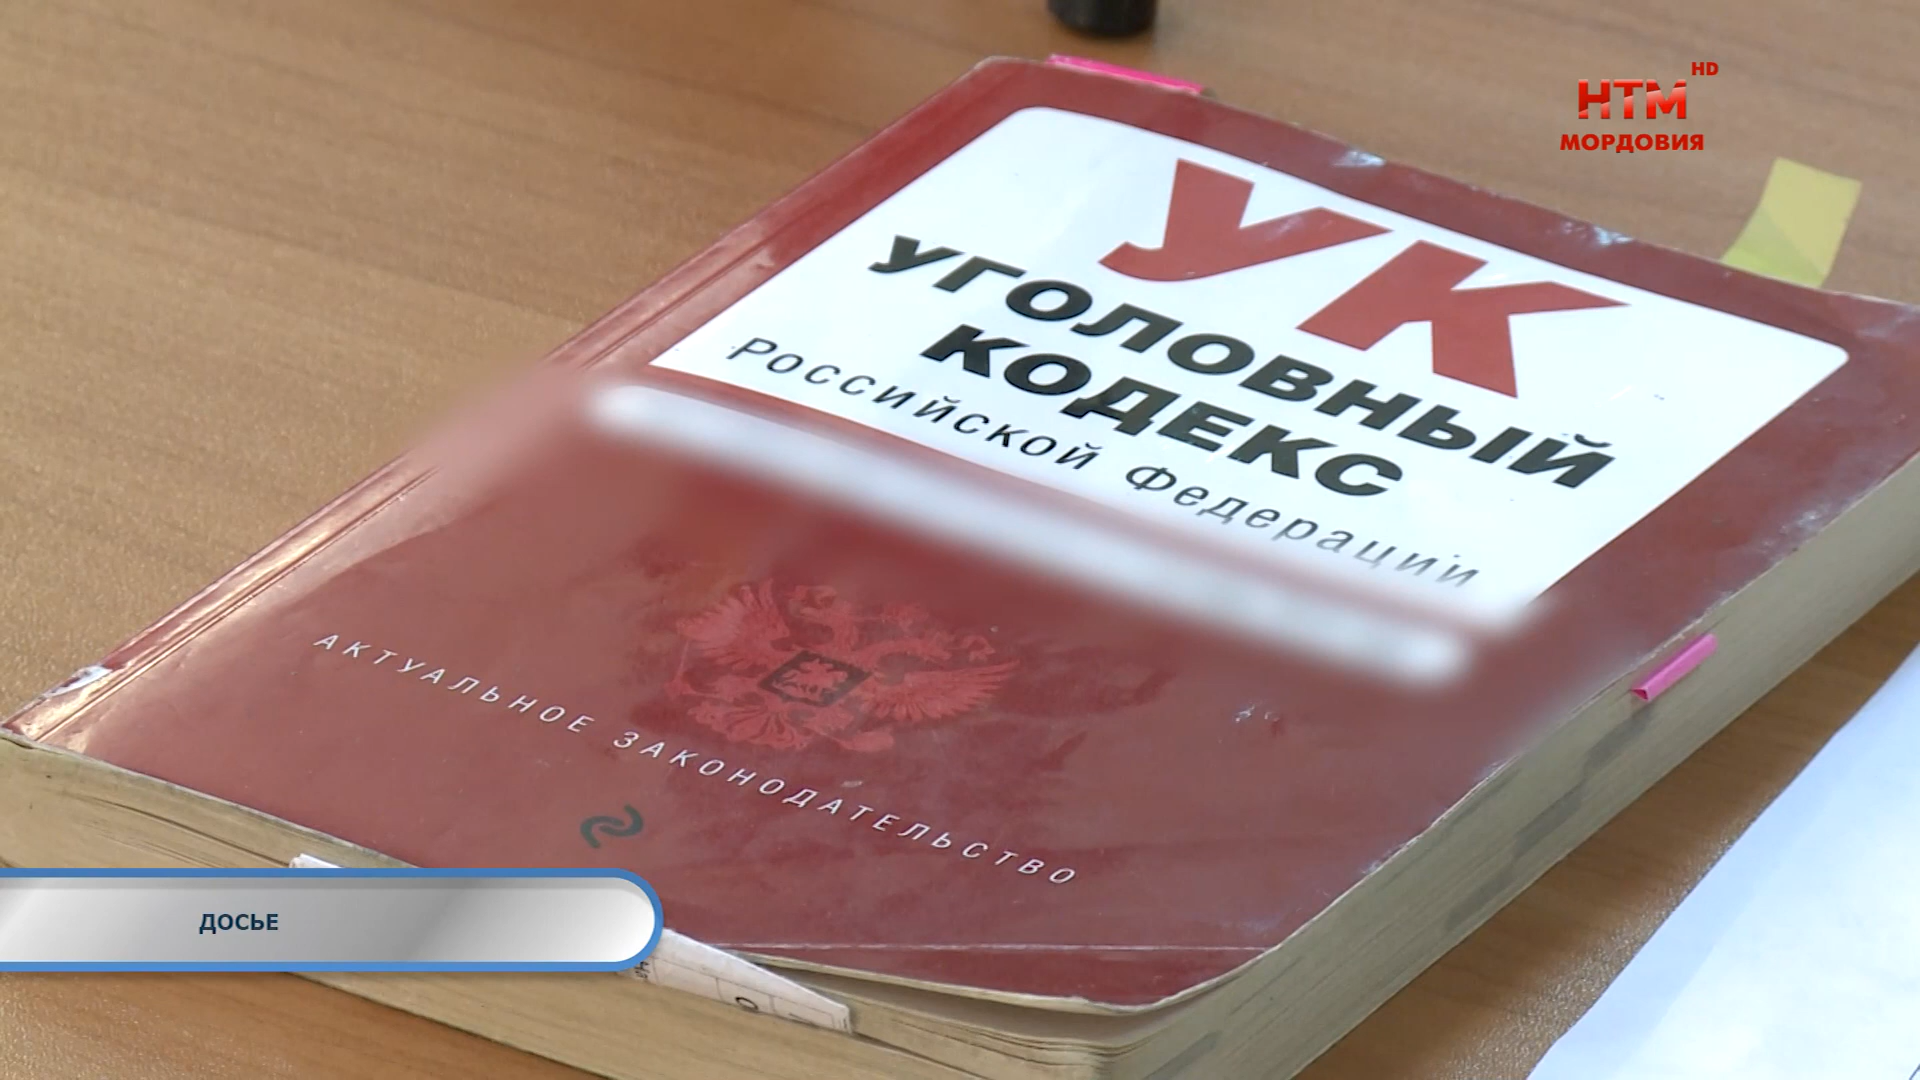 HD
НТМ
МОРДОВИЯ
УК
УГОЛОВНЫЙ
КОДЕКС
Российской Федерации
АКТУАЛЬНОЕ ЗАКОНОДАТЕЛЬСТВО
ДОСЬЕ